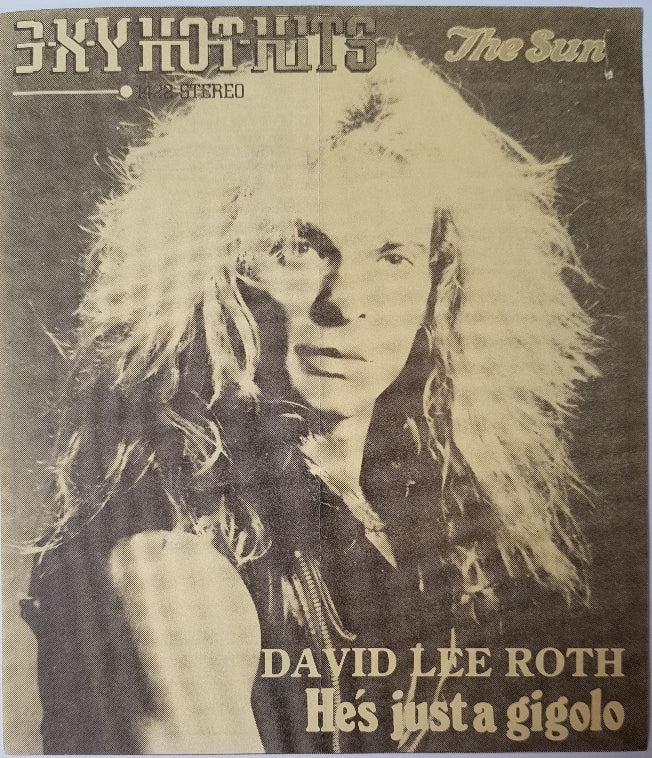 3XY HOT HITS
The Sun
1422 STEREO
DAVID LEE ROTH
He's just a gigolo